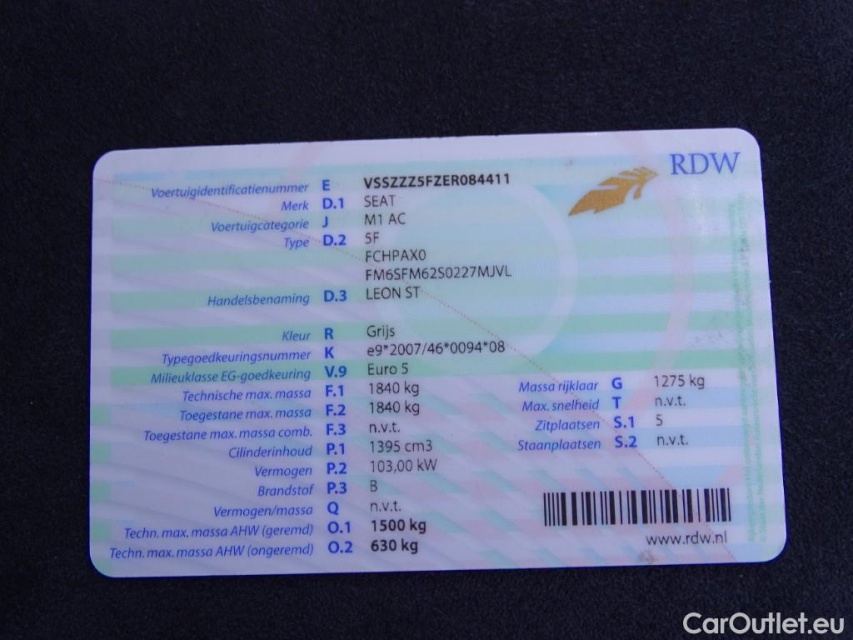 RDW
Voertuigidentificatienummer E VSSZZZ5FZER084411
Merk D.1 SEAT
Voertuigcategorie J M1 AC
Type D.2 5F
FCHPAX0
FM6SFM62S0227MJVL
Handelsbenaming D.3 LEON ST
Kleur R Grijs
Typegoedkeuringsnummer K e9*2007/46*0094*08
Milieuklasse EG-goedkeuring V.9 Euro 5
Technische max. massa F.1 1840 kg Massa rijklaar G 1275 kg
Toegestane max. massa F.2 1840 kg Max. snelheid T n.v.t.
Toegestane max. massa comb. F.3 n.v.t. Zitplaatsen S.1 5
Cilinderinhoud P.1 1395 cm3 Staanplaatsen S.2 n.v.t.
Vermogen P.2 103,00 kW
Brandstof P.3 B
Vermogen/massa Q n.v.t.
Techn. max. massa AHW (geremd) O.1 1500 kg
Techn. max. massa AHW (ongeremd) O.2 630 kg
www.rdw.nl
CarOutlet.eu